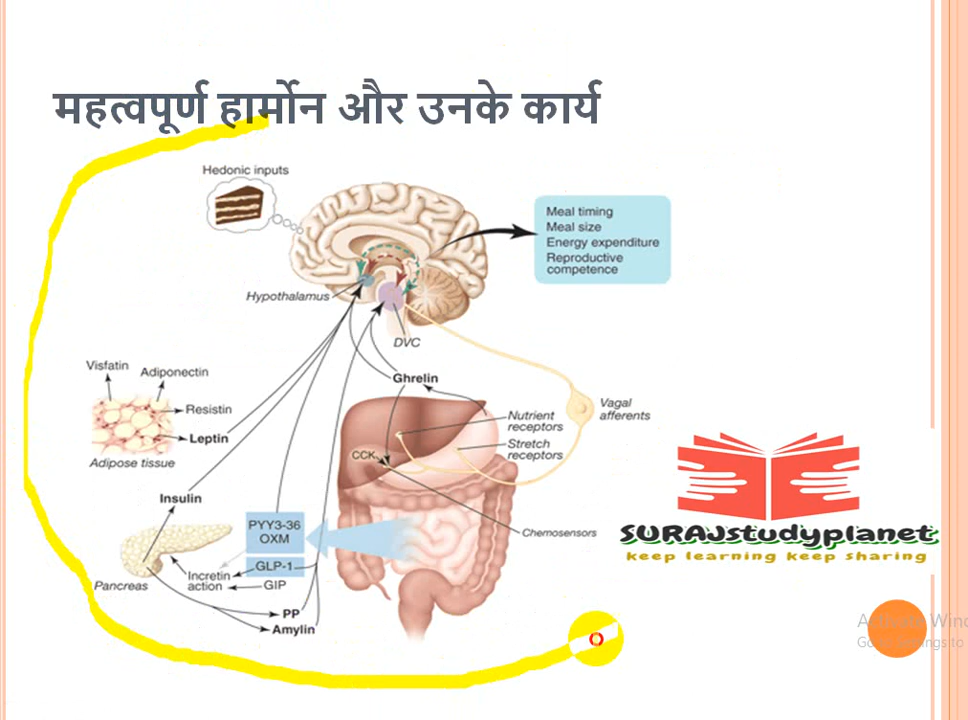 महत्वपूर्ण हार्मोन और उनके कार्य
Hedonic inputs
Meal timing
Meal size
Energy expenditure
Reproductive
competence
Hypothalamus
DVC
Visfatin
Adiponectin
Ghrelin
Resistin
Leptin
Adipose tissue
Nutrient
receptors
Stretch
receptors
Vagal
afferents
CCK
Insulin
PYY3-36
OXM
Chemosensors
GLP-1
Incretin
action
GIP
Pancreas
PP
Amylin
SURAJstudyplanet
keep learning keep sharing